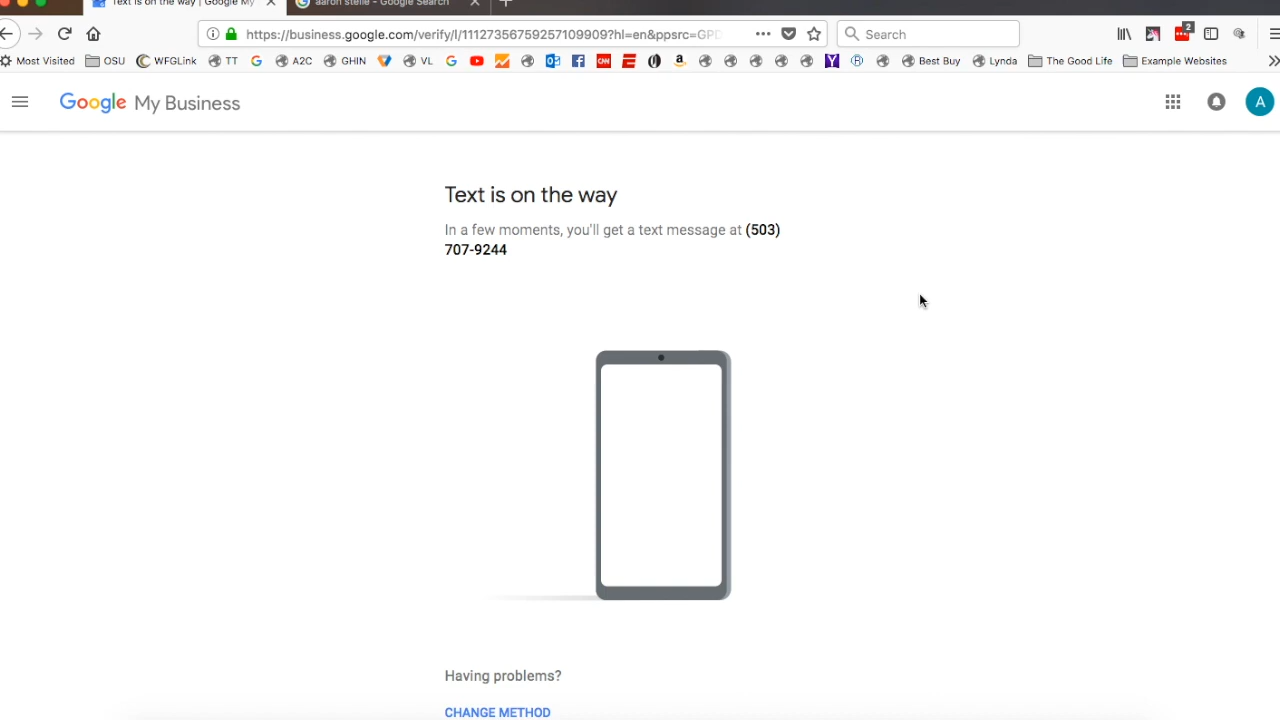 Text is on the way | Google My
aaron stelle - Google Search
https://business.google.com/verify/l/11127356759257109909?hl=en&ppsrc=GPD
Search
2
Most Visited OSU WFGLink TT A2C GHIN VL CNN Best Buy Lynda The Good Life Example Websites
Google My Business
A
Text is on the way
In a few moments, you'll get a text message at (503)
707-9244
Having problems?
CHANGE METHOD